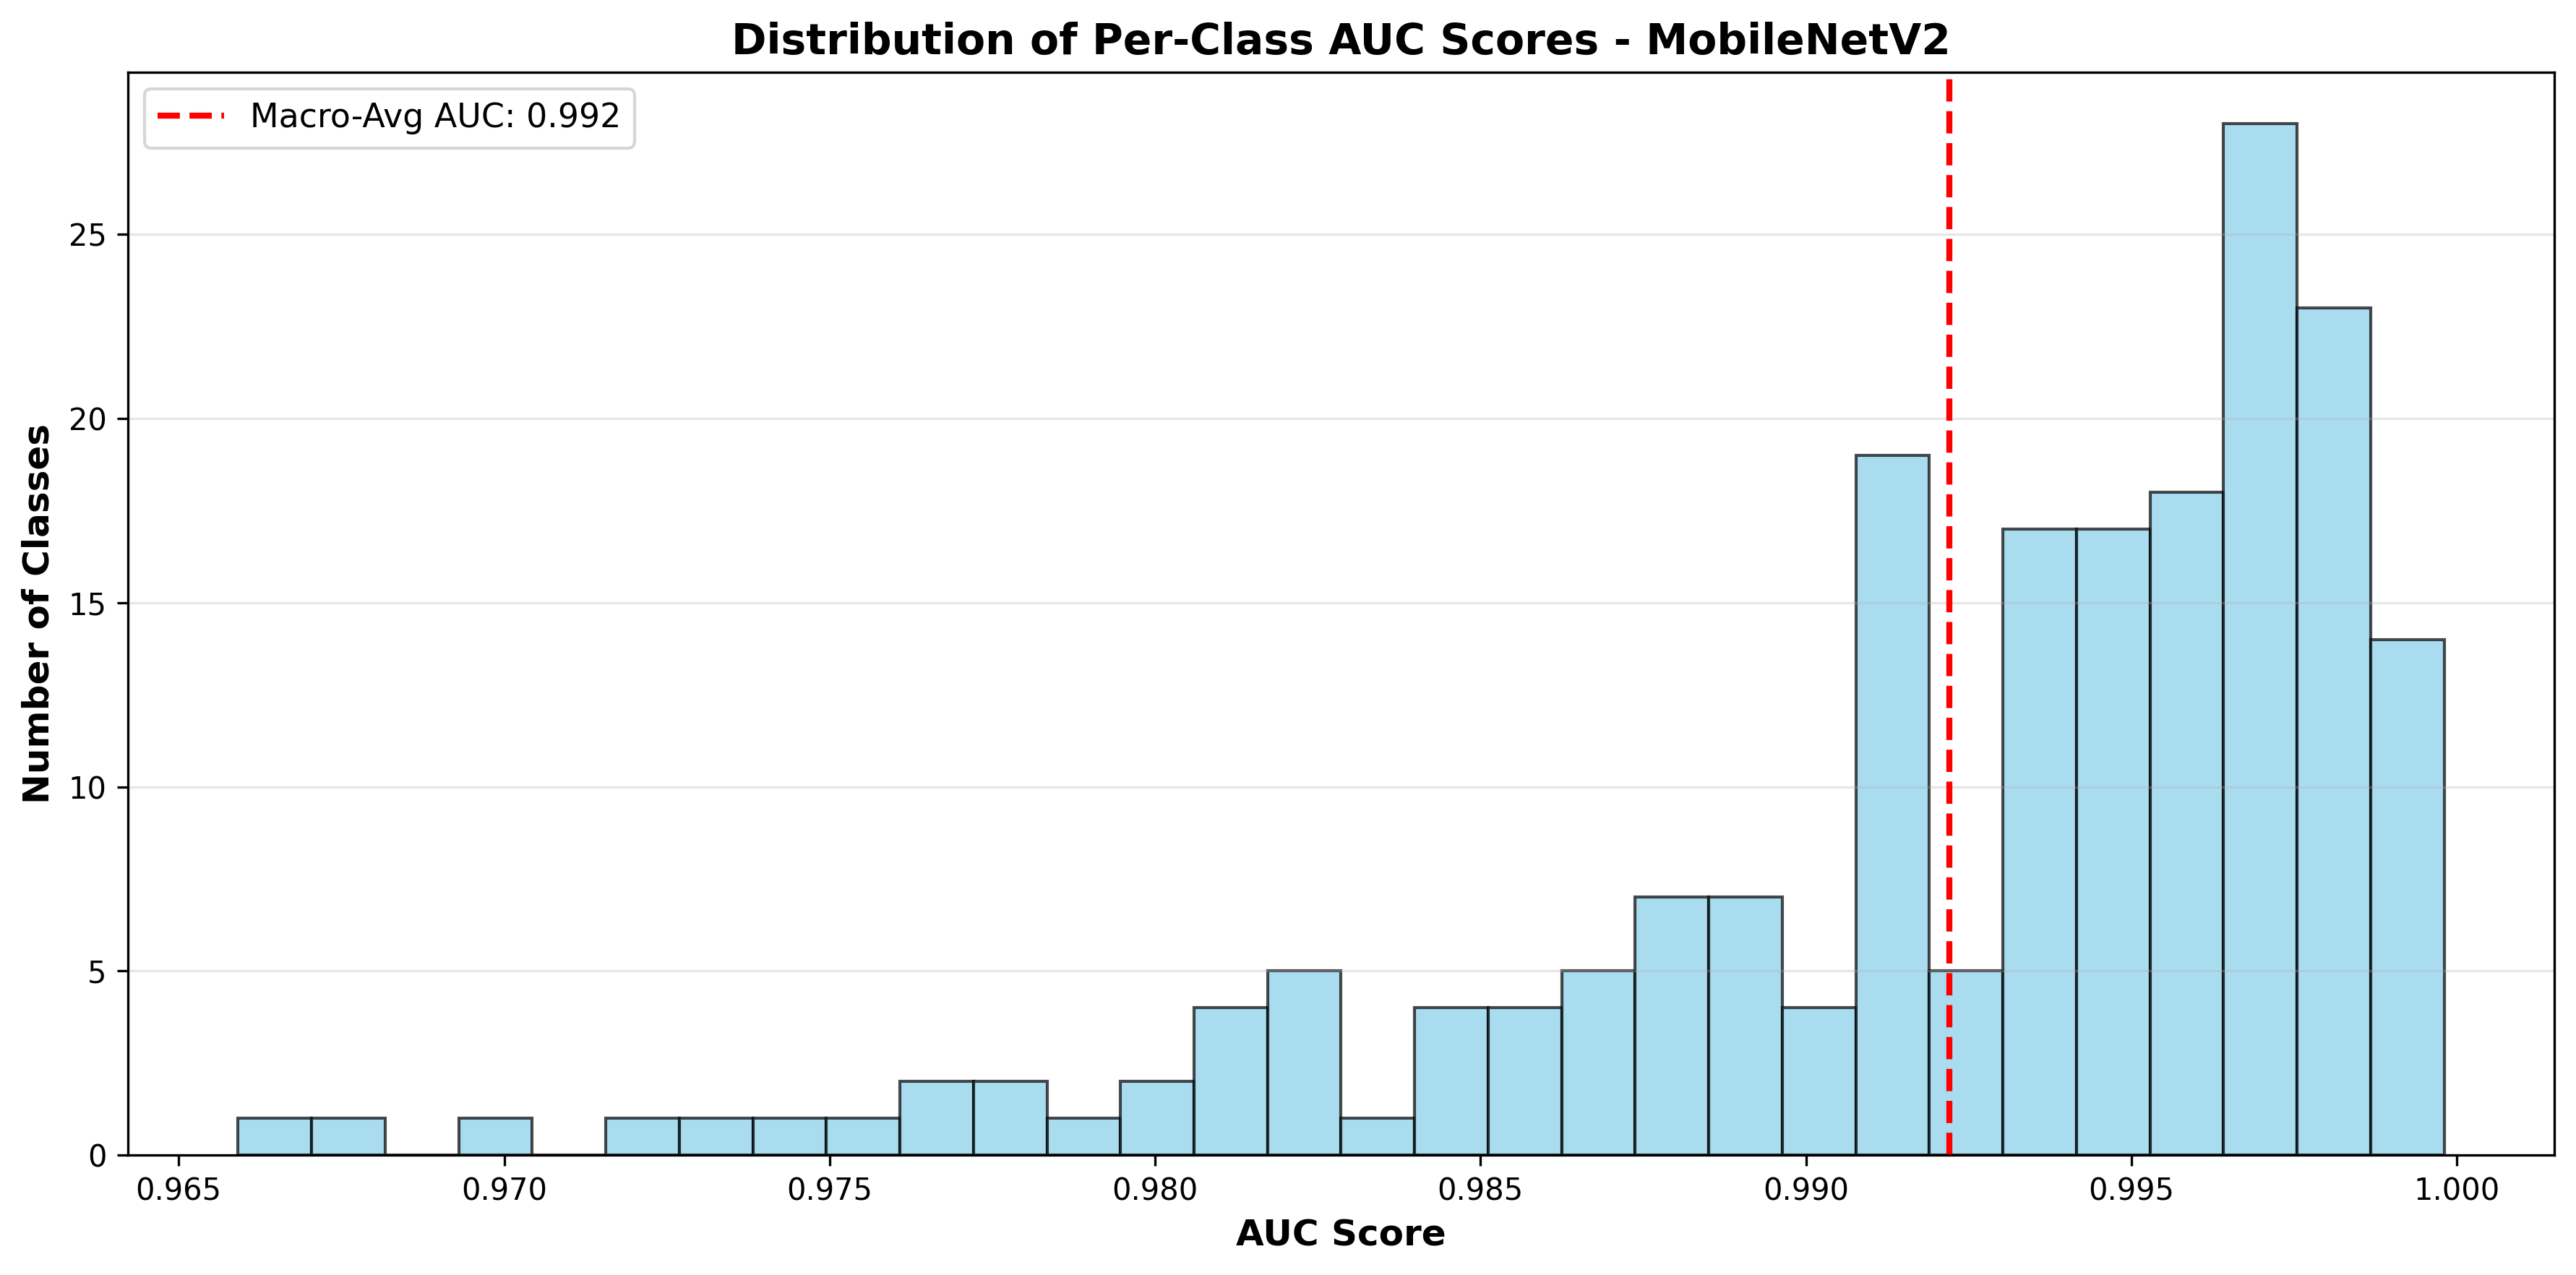 Distribution of Per-Class AUC Scores - MobileNetV2
Macro-Avg AUC: 0.992
Number of Classes
25
20
15
10
5
0
0.965 0.970 0.975 0.980 0.985 0.990 0.995 1.000
AUC Score